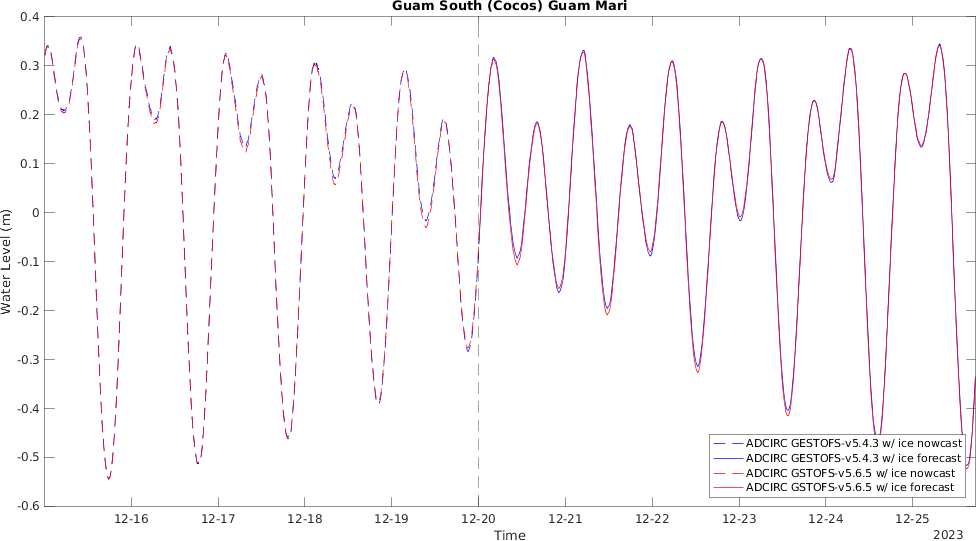 Guam South (Cocos) Guam Mari
0.4
0.3
0.2
0.1
0
-0.1
-0.2
-0.3
-0.4
-0.5
-0.6
Water Level (m)
ADCIRC GESTOFS-v5.4.3 w/ ice nowcast
ADCIRC GESTOFS-v5.4.3 w/ ice forecast
ADCIRC GSTOFS-v5.6.5 w/ ice nowcast
ADCIRC GSTOFS-v5.6.5 w/ ice forecast
12-16 12-17 12-18 12-19 12-20 12-21 12-22 12-23 12-24 12-25
Time
2023